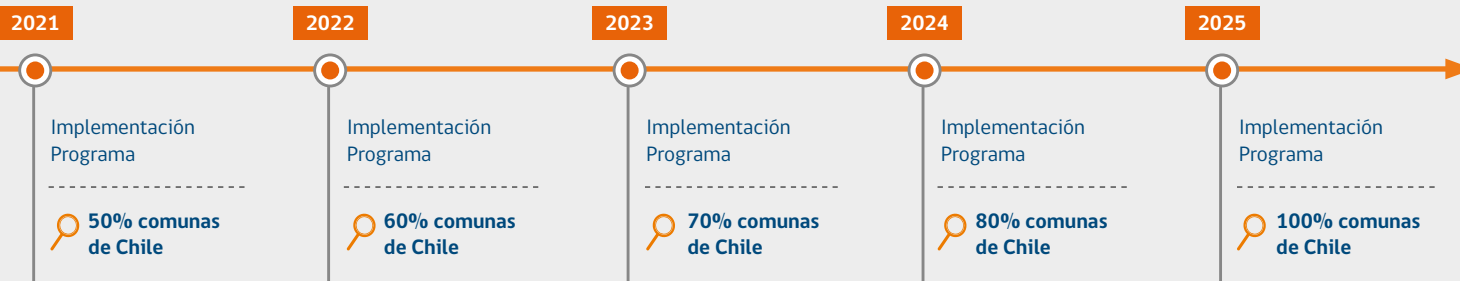 2021
2022
2023
2024
2025
Implementación
Programa
50% comunas
de Chile
Implementación
Programa
60% comunas
de Chile
Implementación
Programa
70% comunas
de Chile
Implementación
Programa
80% comunas
de Chile
Implementación
Programa
100% comunas
de Chile